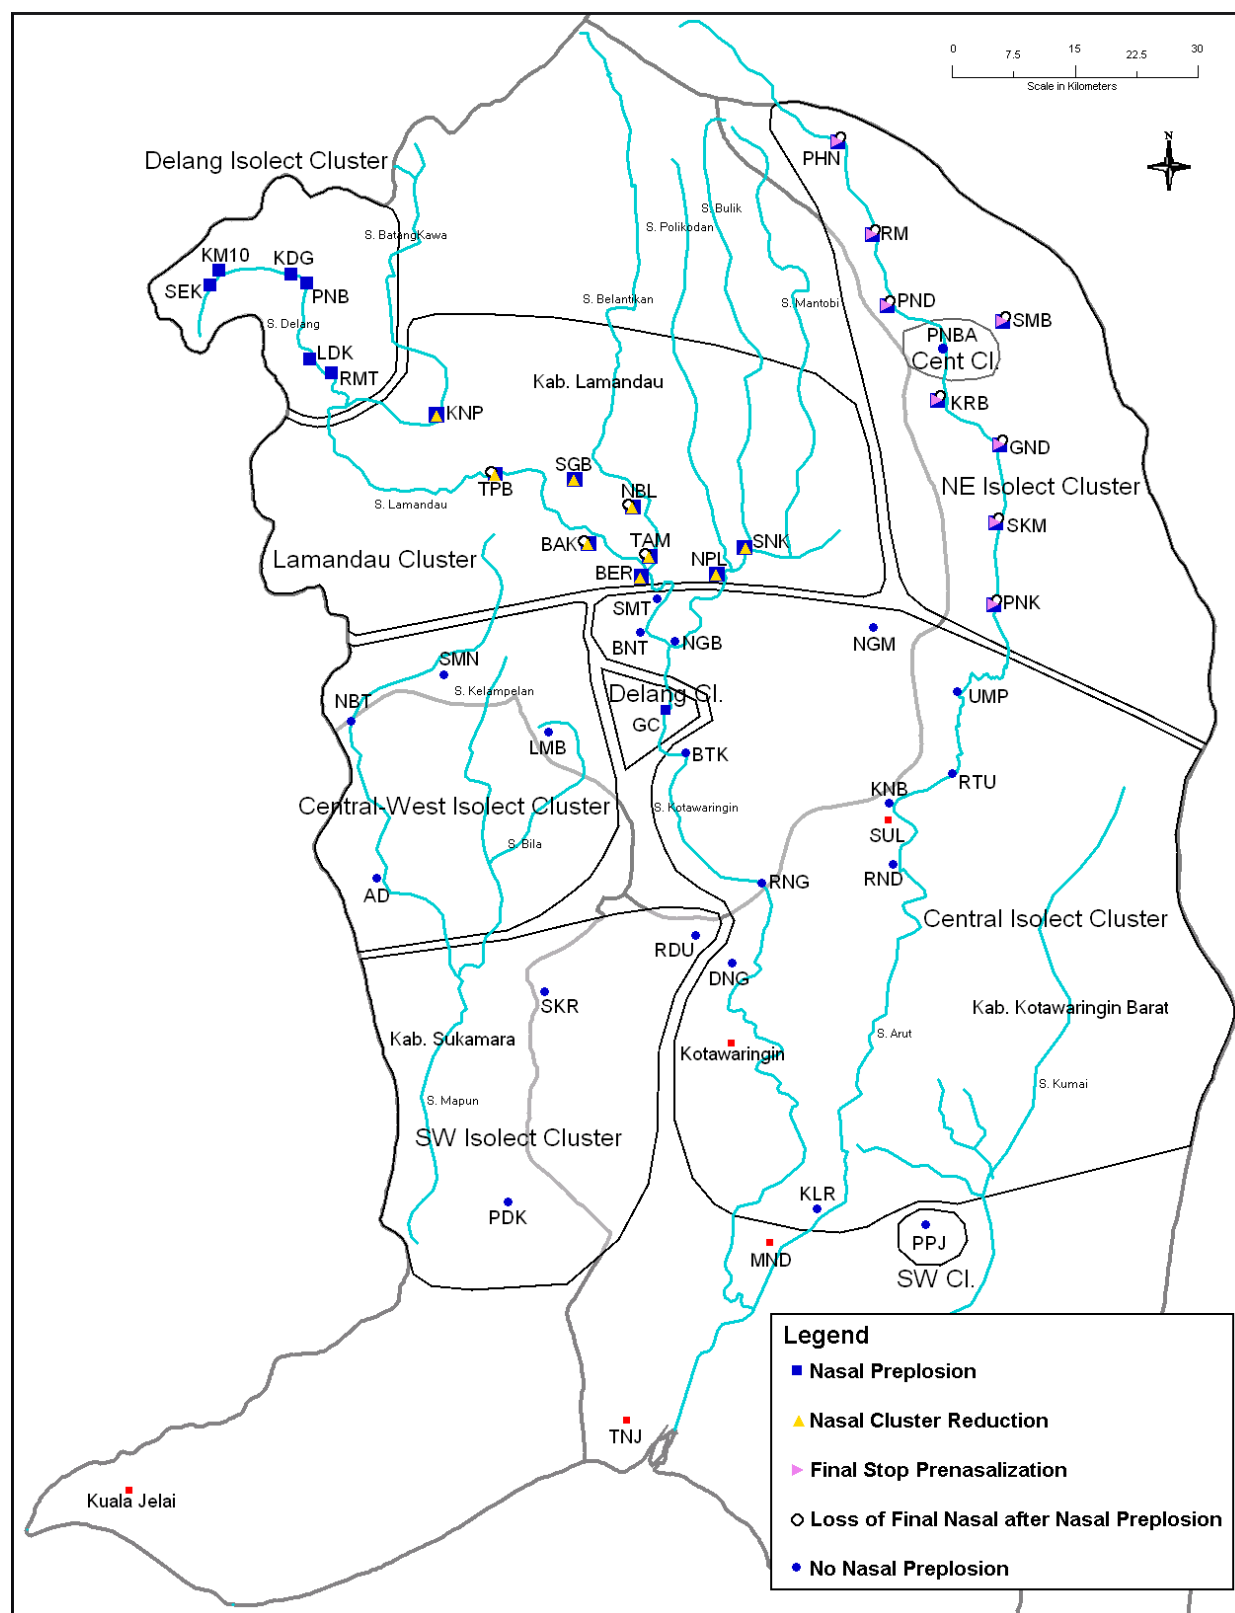 0 7.5 15 22.5 30
Scale in Kilometers
N
PHN
Delang Isolect Cluster
S. Bulik
S. Polikodan
S. BatangKawa
RM
KM10
KDG
SEK
PNB
S. Belantikan
S. Mantobi
PND
SMB
S. Delang
PNBA
Cent Cl.
LDK
RMT
Kab. Lamandau
KRB
KNP
GND
SGB
TPB
NE Isolect Cluster
NBL
S. Lamandau
SKM
BAK
TAM
SNK
Lamandau Cluster
NPL
BER
SMT
PNK
BNT
NGB
NGM
SMN
S. Kelampelan
Delang Cl.
UMP
NBT
GC
LMB
BTK
RTU
KNB
Central-West Isolect Cluster
S. Kotawaringin
SUL
S. Bila
RND
AD
RNG
Central Isolect Cluster
RDU
DNG
SKR
Kab. Kotawaringin Barat
Kab. Sukamara
S. Arut
Kotawaringin
S. Kumai
S. Mapun
SW Isolect Cluster
KLR
PDK
PPJ
MND
SW Cl.
Legend
Nasal Preplosion
Nasal Cluster Reduction
TNJ
Final Stop Prenasalization
Kuala Jelai
Loss of Final Nasal after Nasal Preplosion
No Nasal Preplosion